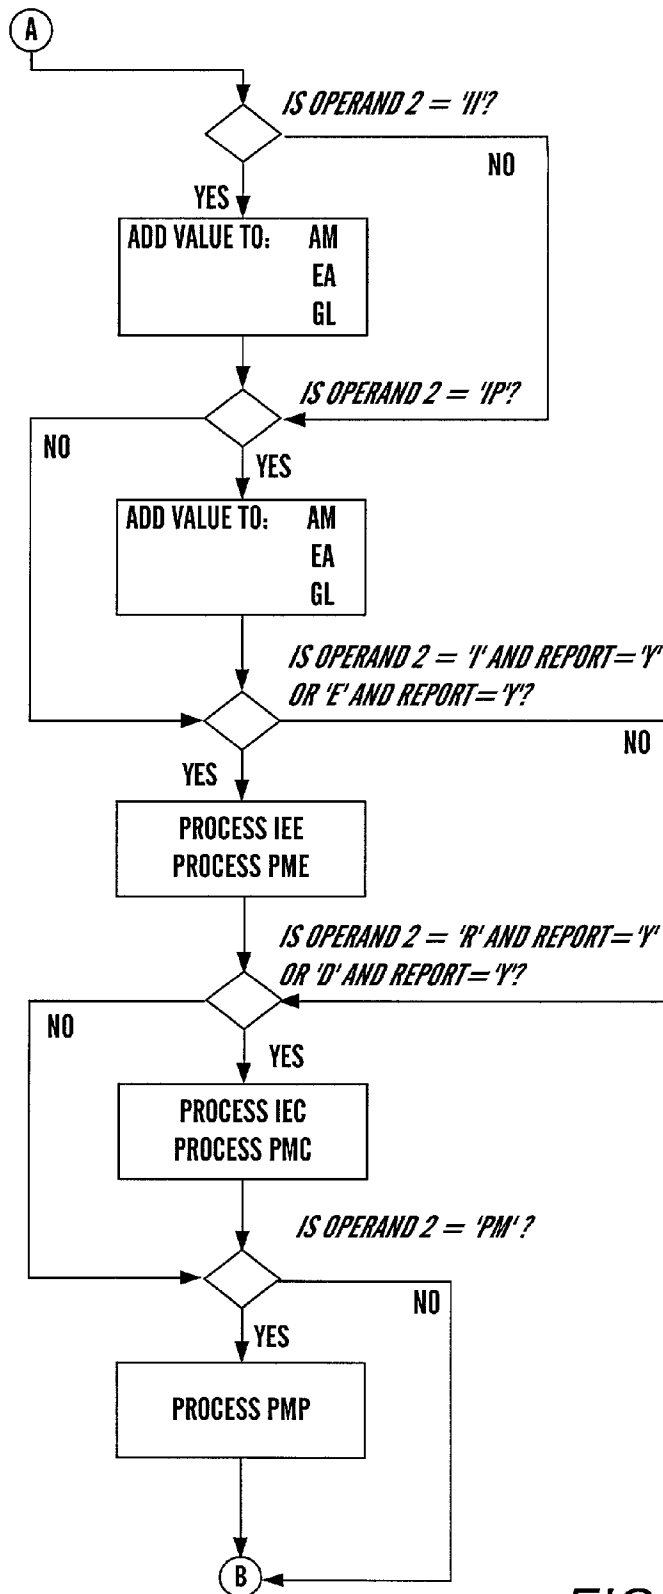 A
IS OPERAND 2 = 'II'?
NO
YES
ADD VALUE TO: AM
EA
GL
IS OPERAND 2 = 'IP'?
NO
YES
ADD VALUE TO: AM
EA
GL
IS OPERAND 2 = 'I' AND REPORT = 'Y'
OR 'E' AND REPORT = 'Y'?
NO
YES
PROCESS IEE
PROCESS PME
IS OPERAND 2 = 'R' AND REPORT = 'Y'
OR 'D' AND REPORT = 'Y'?
NO
YES
PROCESS IEC
PROCESS PMC
IS OPERAND 2 = 'PM' ?
NO
YES
PROCESS PMP
B